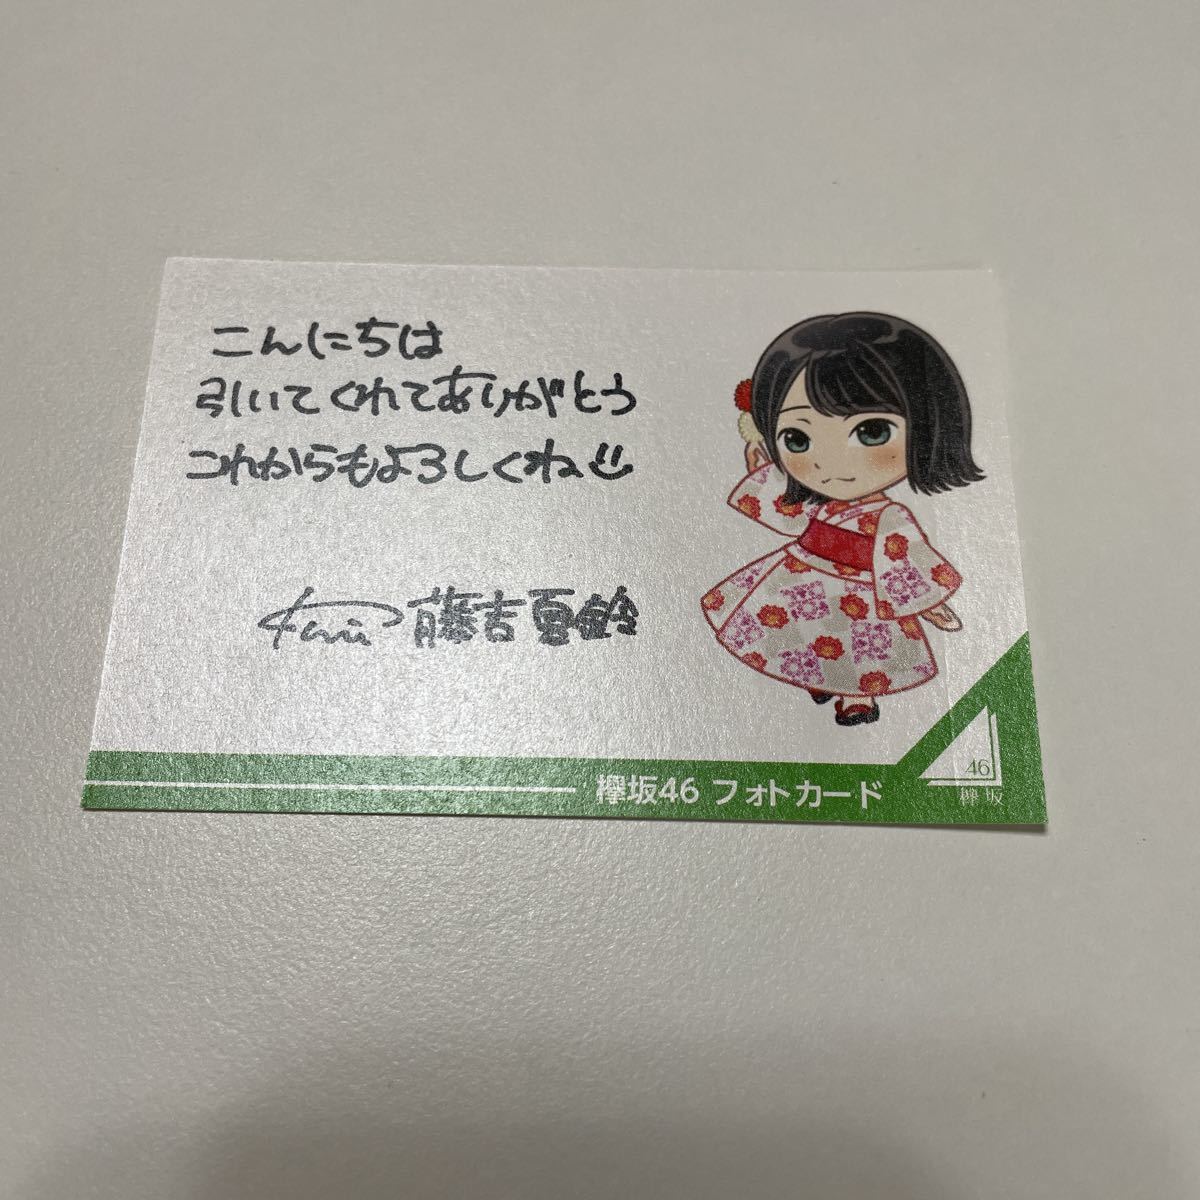 こんにちは
引いてくれてありがとう
これからもよろしくね
藤吉夏鈴
欅坂46 フォトカード
46
欅坂